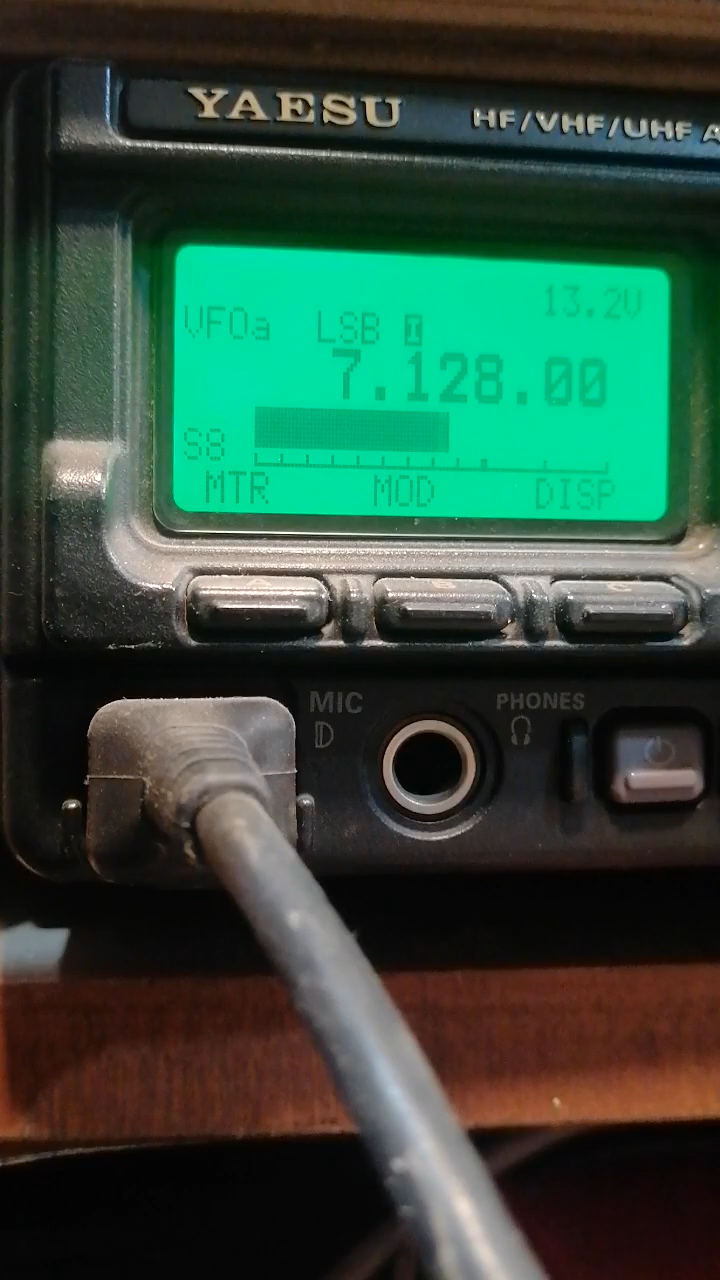 YAESU HF/VHF/UHF A
13.2V
VFOa LSB I
7.128.00
S8
MTR MOD DISP
A B C
MIC PHONES